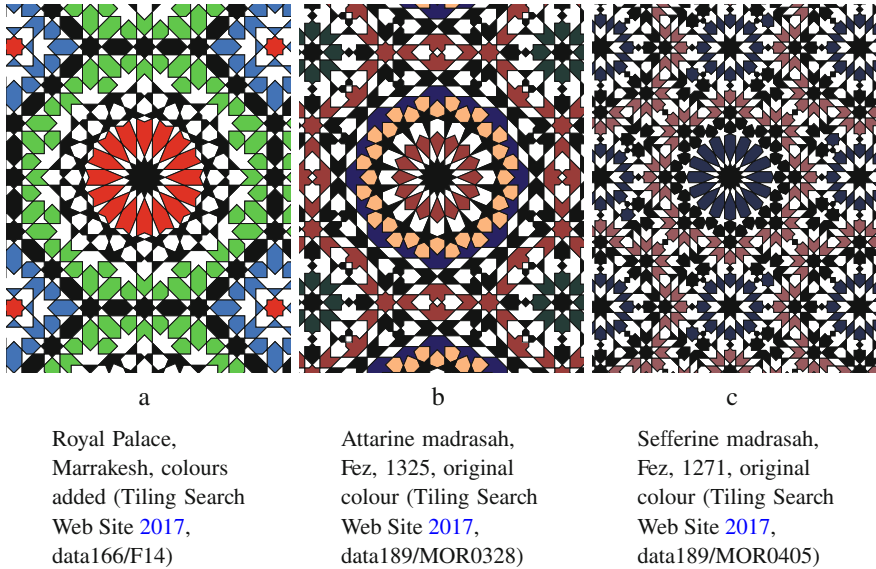 a
b
c
Royal Palace,
Marrakesh, colours
added (Tiling Search
Web Site 2017,
data166/F14)
Attarine madrasah,
Fez, 1325, original
colour (Tiling Search
Web Site 2017,
data189/MOR0328)
Sefferine madrasah,
Fez, 1271, original
colour (Tiling Search
Web Site 2017,
data189/MOR0405)